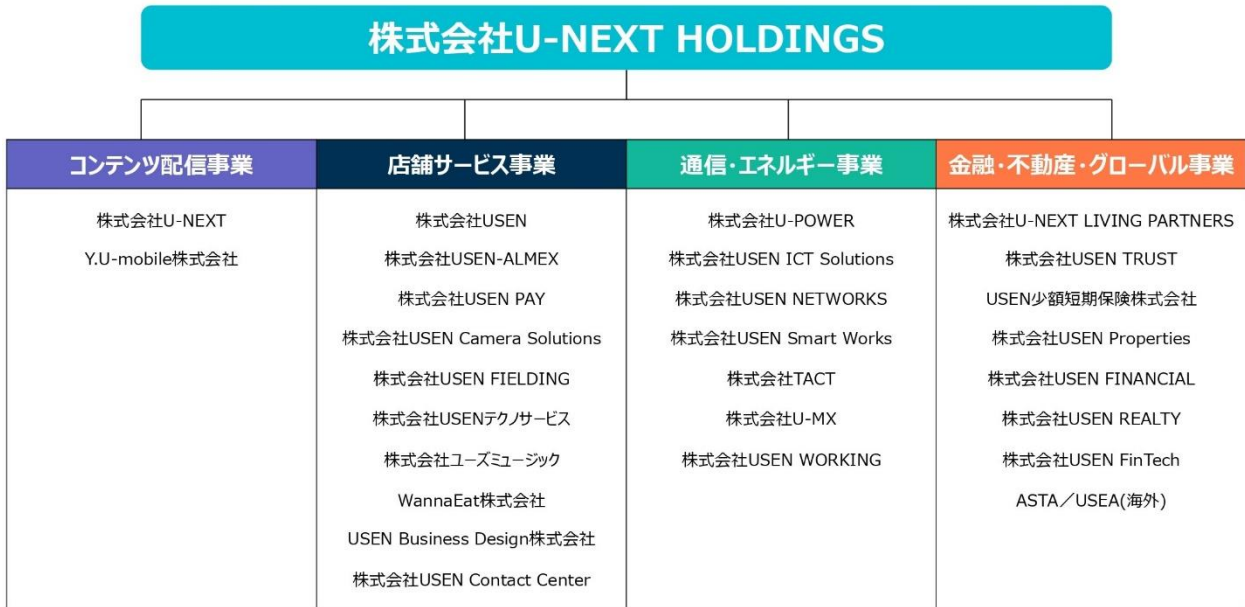 株式会社U-NEXT HOLDINGS
コンテンツ配信事業
株式会社U-NEXT
Y.U-mobile株式会社
店舗サービス事業
株式会社USEN
株式会社USEN-ALMEX
株式会社USEN PAY
株式会社USEN Camera Solutions
株式会社USEN FIELDING
株式会社USENテクノサービス
株式会社ユーズミュージック
WannaEat株式会社
USEN Business Design株式会社
株式会社USEN Contact Center
通信・エネルギー事業
株式会社U-POWER
株式会社USEN ICT Solutions
株式会社USEN NETWORKS
株式会社USEN Smart Works
株式会社TACT
株式会社U-MX
株式会社USEN WORKING
金融・不動産・グローバル事業
株式会社U-NEXT LIVING PARTNERS
株式会社USEN TRUST
USEN少額短期保険株式会社
株式会社USEN Properties
株式会社USEN FINANCIAL
株式会社USEN REALTY
株式会社USEN FinTech
ASTA／USEA(海外)